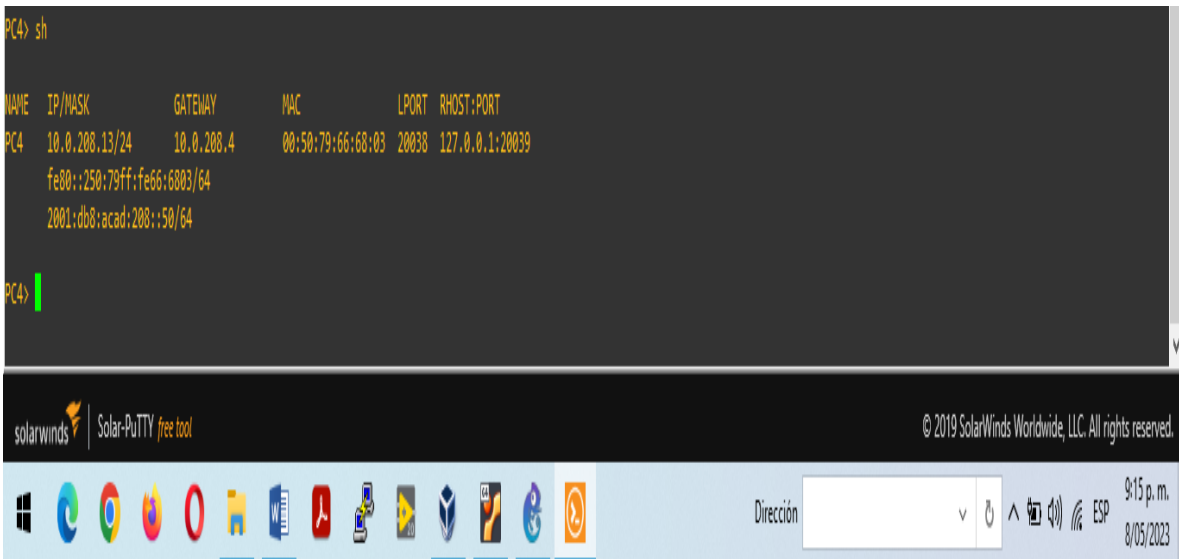 PC4> sh
NAME IP/MASK GATEWAY MAC LPORT RHOST:PORT
PC4 10.0.208.13/24 10.0.208.4 00:50:79:66:68:03 20038 127.0.0.1:20039
fe80::250:79ff:fe66:6803/64
2001:db8:acad:208::50/64
PC4>
solarwinds Solar-PuTTY free tool © 2019 SolarWinds Worldwide, LLC. All rights reserved.
Dirección ESP 9:15 p. m.
8/05/2023